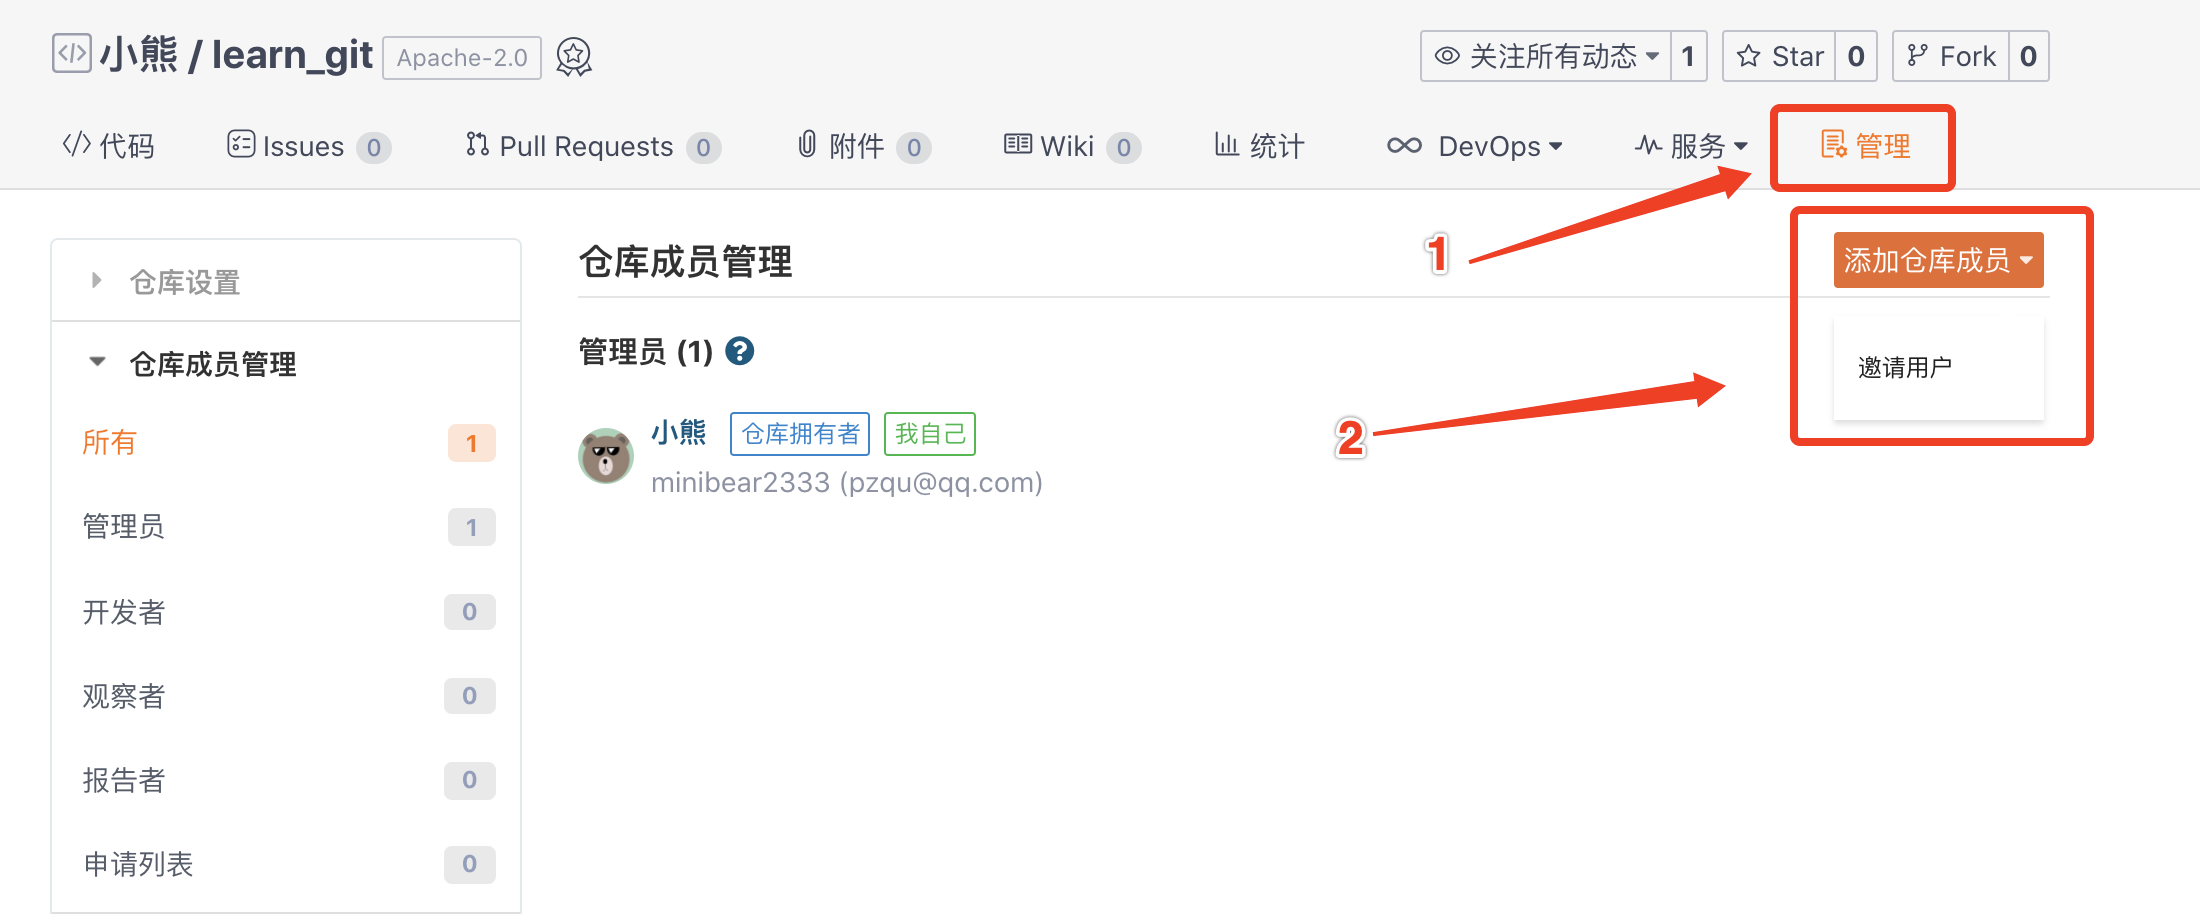 小熊 / learn_git Apache-2.0 关注所有动态 1 Star 0 Fork 0
代码 Issues 0 Pull Requests 0 附件 0 Wiki 0 统计 DevOps 服务 管理
仓库设置
仓库成员管理
所有 1
管理员 1
开发者 0
观察者 0
报告者 0
申请列表 0
仓库成员管理
添加仓库成员
邀请用户
管理员 (1) ?
小熊 仓库拥有者 我自己
minibear2333 (pzqu@qq.com)
1
2